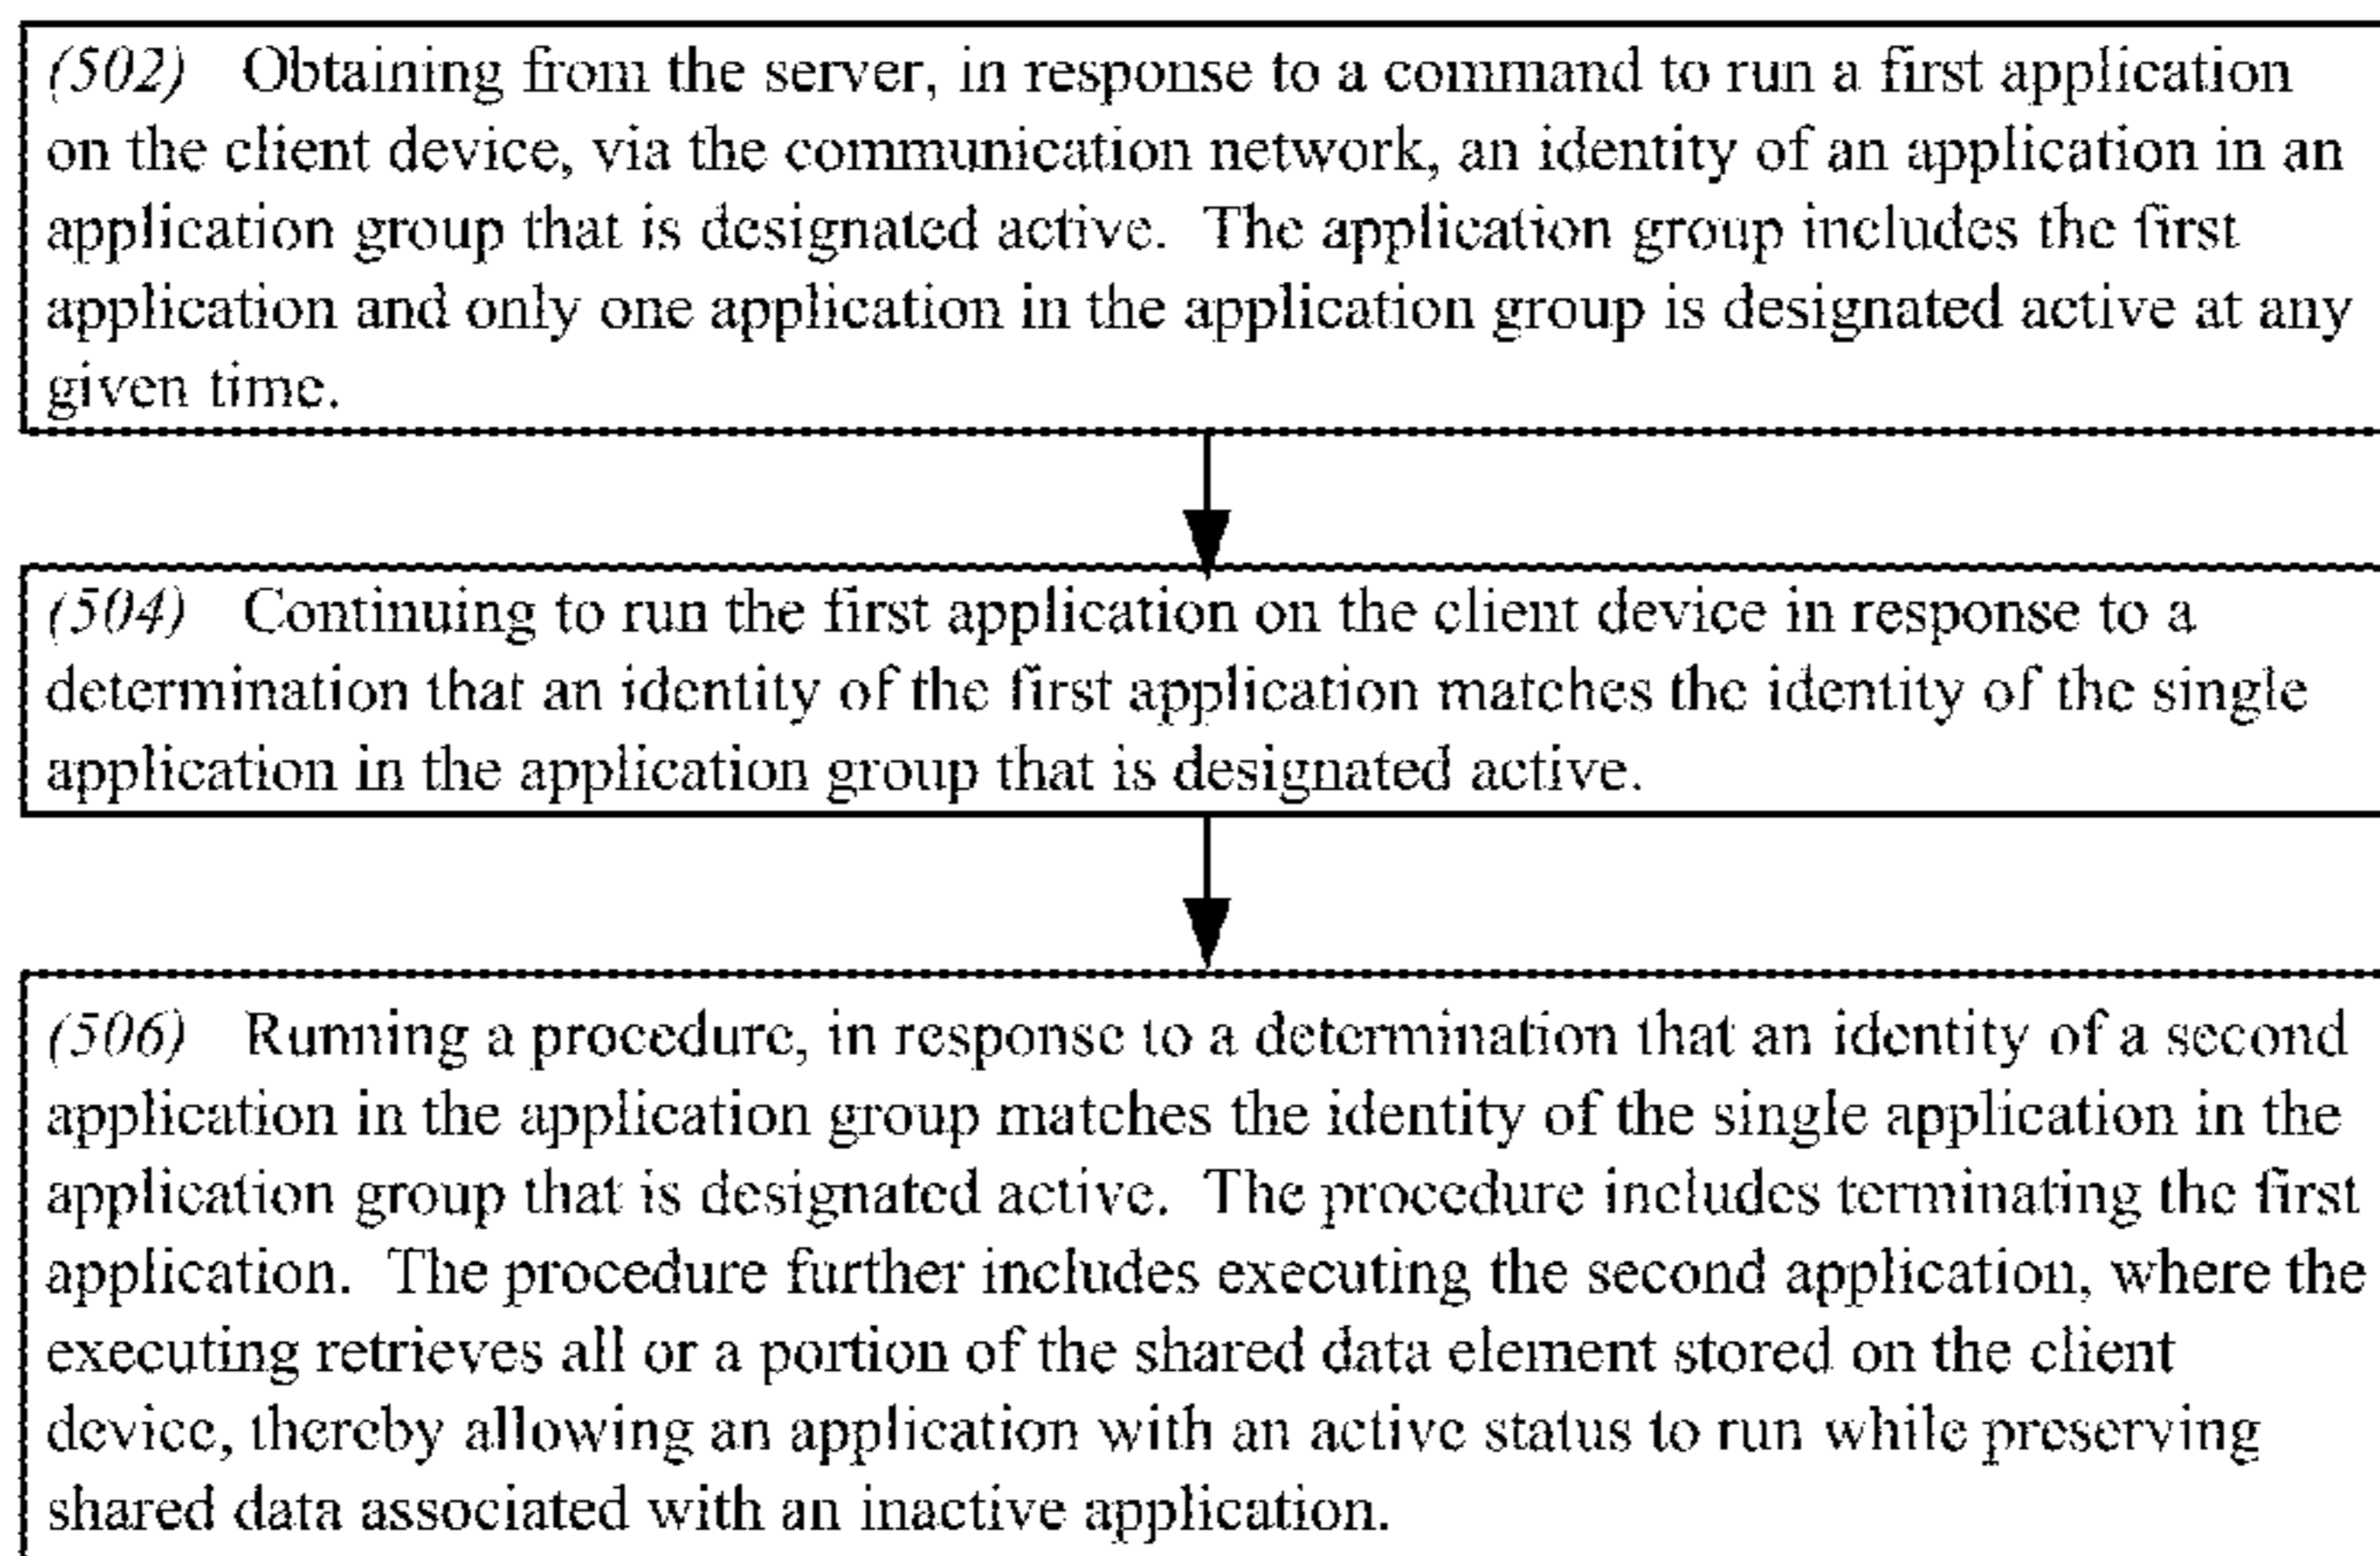 (502) Obtaining from the server, in response to a command to run a first application
on the client device, via the communication network, an identity of an application in an
application group that is designated active. The application group includes the first
application and only one application in the application group is designated active at any
given time.
(504) Continuing to run the first application on the client device in response to a
determination that an identity of the first application matches the identity of the single
application in the application group that is designated active.
(506) Running a procedure, in response to a determination that an identity of a second
application in the application group matches the identity of the single application in the
application group that is designated active. The procedure includes terminating the first
application. The procedure further includes executing the second application, where the
executing retrieves all or a portion of the shared data element stored on the client
device, thereby allowing an application with an active status to run while preserving
shared data associated with an inactive application.